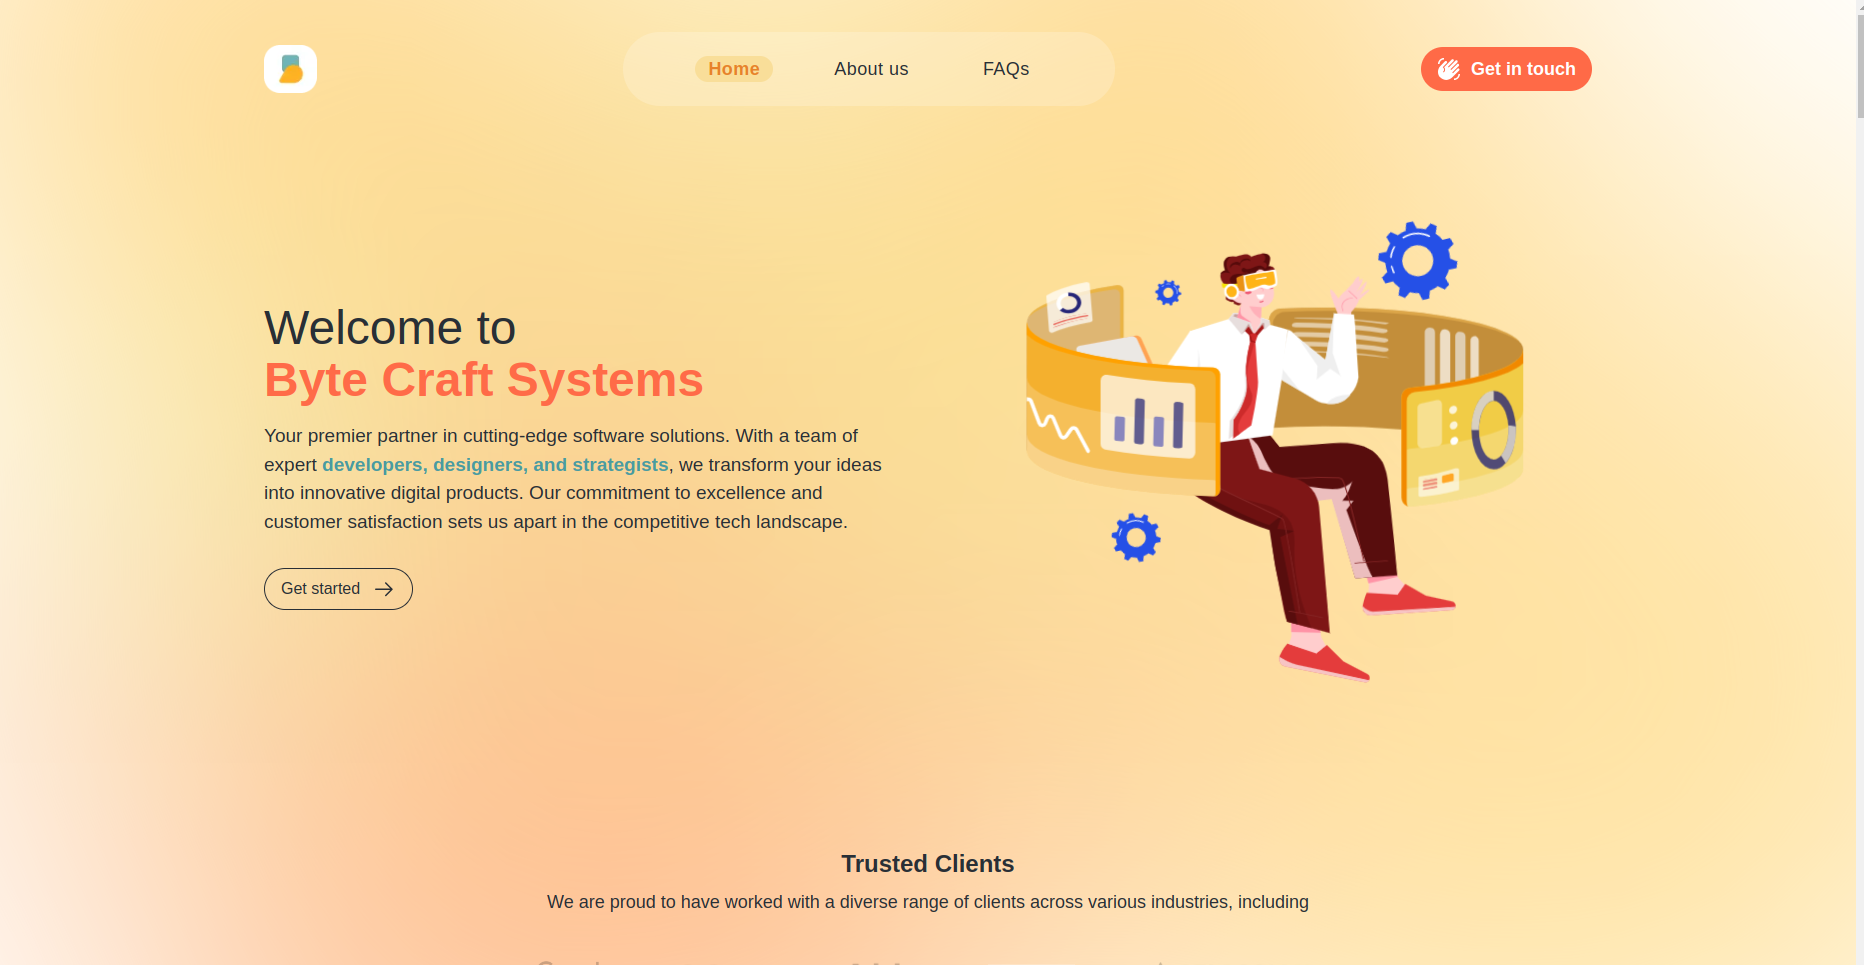 Home
About us
FAQs
Get in touch
Welcome to
Byte Craft Systems
Your premier partner in cutting-edge software solutions. With a team of
expert developers, designers, and strategists, we transform your ideas
into innovative digital products. Our commitment to excellence and
customer satisfaction sets us apart in the competitive tech landscape.
Get started
Trusted Clients
We are proud to have worked with a diverse range of clients across various industries, including